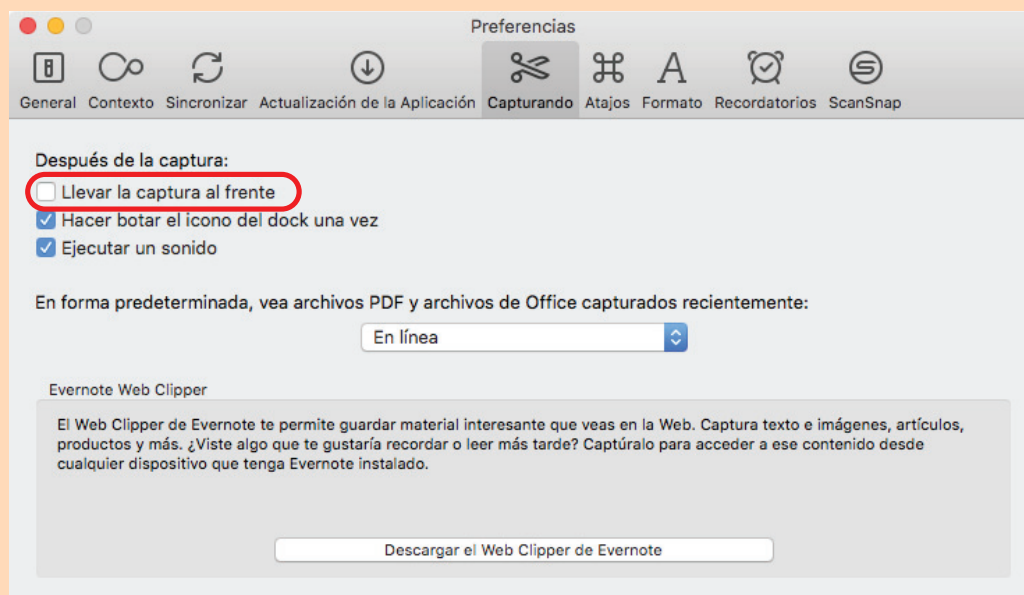 Preferencias
General Contexto Sincronizar Actualización de la Aplicación Capturando Atajos Formato Recordatorios ScanSnap
Después de la captura:
Llevar la captura al frente
Hacer botar el icono del dock una vez
Ejecutar un sonido
En forma predeterminada, vea archivos PDF y archivos de Office capturados recientemente:
En línea
Evernote Web Clipper
El Web Clipper de Evernote te permite guardar material interesante que veas en la Web. Captura texto e imágenes, artículos,
productos y más. ¿Viste algo que te gustaría recordar o leer más tarde? Captúralo para acceder a ese contenido desde
cualquier dispositivo que tenga Evernote instalado.
Descargar el Web Clipper de Evernote